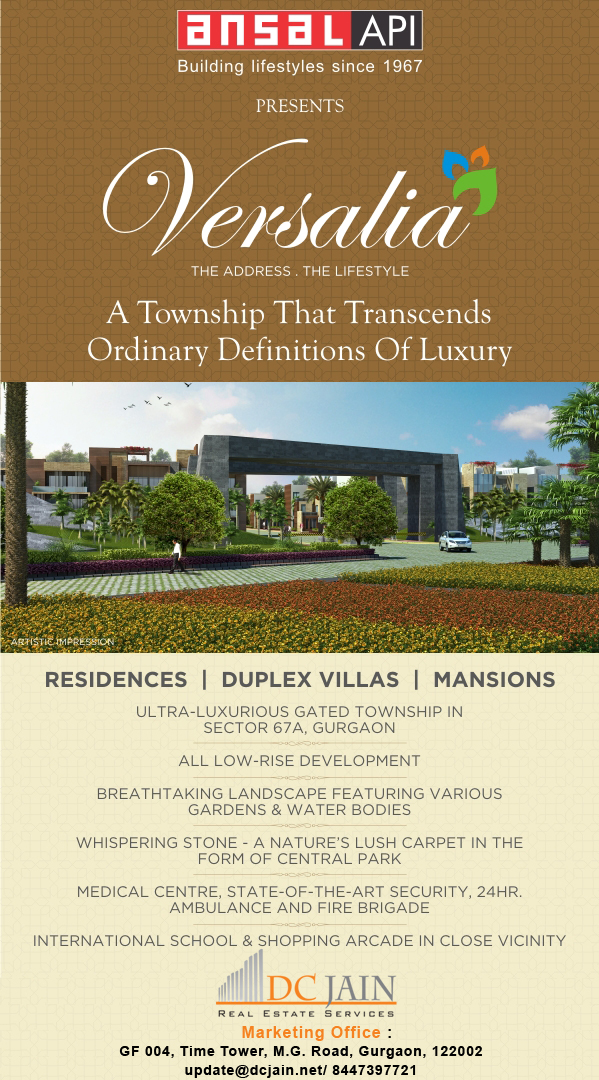 ansal API
Building lifestyles since 1967
PRESENTS
Versalia
THE ADDRESS . THE LIFESTYLE
A Township That Transcends
Ordinary Definitions Of Luxury
ARTISTIC IMPRESSION
RESIDENCES | DUPLEX VILLAS | MANSIONS
ULTRA-LUXURIOUS GATED TOWNSHIP IN
SECTOR 67A, GURGAON
ALL LOW-RISE DEVELOPMENT
BREATHTAKING LANDSCAPE FEATURING VARIOUS
GARDENS & WATER BODIES
WHISPERING STONE - A NATURE'S LUSH CARPET IN THE
FORM OF CENTRAL PARK
MEDICAL CENTRE, STATE-OF-THE-ART SECURITY, 24HR.
AMBULANCE AND FIRE BRIGADE
INTERNATIONAL SCHOOL & SHOPPING ARCADE IN CLOSE VICINITY
DC JAIN
REAL ESTATE SERVICES
Marketing Office :
GF 004, Time Tower, M.G. Road, Gurgaon, 122002
update@dcjain.net/ 8447397721